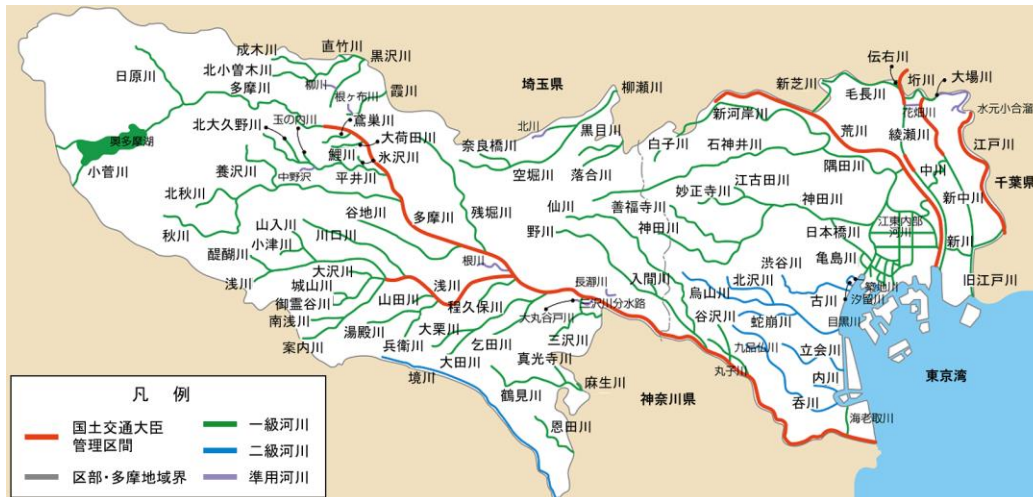 成木川
直竹川
黒沢川
日原川
北小曽木川
柳川
霞川
多摩川
根ヶ布川
埼玉県
柳瀬川
新芝川
伝右川
毛長川
垳川
大場川
水元小合溜
花畑川
江戸川
千葉県
北大久野川
玉の内川
鳶巣川
大荷田川
北川
黒目川
白子川
新河岸川
荒川
綾瀬川
奥多摩湖
小菅川
養沢川
中野沢
鯉川
氷沢川
平井川
奈良橋川
空堀川
落合川
石神井川
隅田川
中川
新中川
北秋川
秋川
谷地川
多摩川
残堀川
仙川
野川
江古田川
妙正寺川
善福寺川
神田川
神田川
日本橋川
亀島川
江東内部
河川
新川
旧江戸川
山入川
小津川
川口川
醍醐川
浅川
大沢川
城山川
御霊谷川
南浅川
案内川
山田川
湯殿川
兵衛川
浅川
根川
程久保川
大栗川
大田川
乞田川
大丸谷戸川
長淵川
三沢川分水路
三沢川
入間川
烏山川
谷沢川
北沢川
渋谷川
古川
築地川
汐留川
蛇崩川
目黒川
九品仏川
立会川
内川
呑川
丸子川
海老取川
東京湾
境川
真光寺川
麻生川
鶴見川
恩田川
神奈川県
凡 例
国土交通大臣
管理区間
区部・多摩地域界
一級河川
二級河川
準用河川